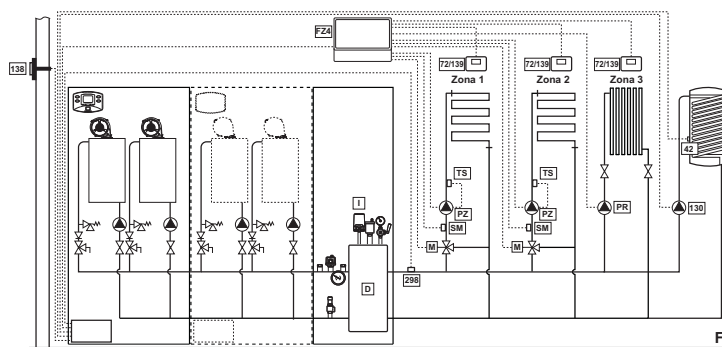 FZ4
138
72/139
72/139
72/139
Zona 1
Zona 2
Zona 3
42
TS
TS
I
PZ
PZ
PR
130
SM
SM
M
M
298
D
F